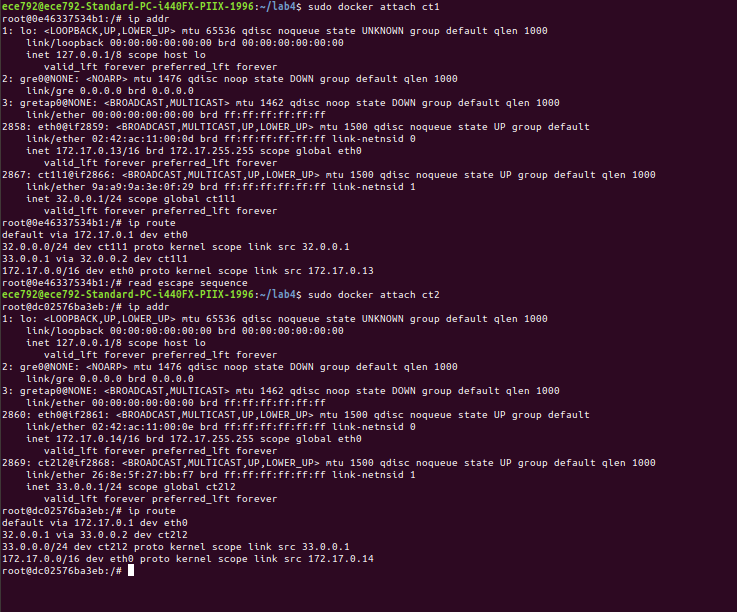 ece792@ece792-Standard-PC-i440FX-PIIX-1996:~/lab4$ sudo docker attach ct1
root@0e46337534b1:/# ip addr
1: lo: <LOOPBACK,UP,LOWER_UP> mtu 65536 qdisc noqueue state UNKNOWN group default qlen 1000
    link/loopback 00:00:00:00:00:00 brd 00:00:00:00:00:00
    inet 127.0.0.1/8 scope host lo
       valid_lft forever preferred_lft forever
2: gre0@NONE: <NOARP> mtu 1476 qdisc noop state DOWN group default qlen 1000
    link/gre 0.0.0.0 brd 0.0.0.0
3: gretap0@NONE: <BROADCAST,MULTICAST> mtu 1462 qdisc noop state DOWN group default qlen 1000
    link/ether 00:00:00:00:00:00 brd ff:ff:ff:ff:ff:ff
2858: eth0@if2859: <BROADCAST,MULTICAST,UP,LOWER_UP> mtu 1500 qdisc noqueue state UP group default
    link/ether 02:42:ac:11:00:0d brd ff:ff:ff:ff:ff:ff link-netnsid 0
    inet 172.17.0.13/16 brd 172.17.255.255 scope global eth0
       valid_lft forever preferred_lft forever
2867: ct1l1@if2866: <BROADCAST,MULTICAST,UP,LOWER_UP> mtu 1500 qdisc noqueue state UP group default qlen 1000
    link/ether 9a:a9:9a:3e:0f:29 brd ff:ff:ff:ff:ff:ff link-netnsid 1
    inet 32.0.0.1/24 scope global ct1l1
       valid_lft forever preferred_lft forever
root@0e46337534b1:/# ip route
default via 172.17.0.1 dev eth0
32.0.0.0/24 dev ct1l1 proto kernel scope link src 32.0.0.1
33.0.0.1 via 32.0.0.2 dev ct1l1
172.17.0.0/16 dev eth0 proto kernel scope link src 172.17.0.13
root@0e46337534b1:/# read escape sequence
ece792@ece792-Standard-PC-i440FX-PIIX-1996:~/lab4$ sudo docker attach ct2
root@dc02576ba3eb:/# ip addr
1: lo: <LOOPBACK,UP,LOWER_UP> mtu 65536 qdisc noqueue state UNKNOWN group default qlen 1000
    link/loopback 00:00:00:00:00:00 brd 00:00:00:00:00:00
    inet 127.0.0.1/8 scope host lo
       valid_lft forever preferred_lft forever
2: gre0@NONE: <NOARP> mtu 1476 qdisc noop state DOWN group default qlen 1000
    link/gre 0.0.0.0 brd 0.0.0.0
3: gretap0@NONE: <BROADCAST,MULTICAST> mtu 1462 qdisc noop state DOWN group default qlen 1000
    link/ether 00:00:00:00:00:00 brd ff:ff:ff:ff:ff:ff
2860: eth0@if2861: <BROADCAST,MULTICAST,UP,LOWER_UP> mtu 1500 qdisc noqueue state UP group default
    link/ether 02:42:ac:11:00:0e brd ff:ff:ff:ff:ff:ff link-netnsid 0
    inet 172.17.0.14/16 brd 172.17.255.255 scope global eth0
       valid_lft forever preferred_lft forever
2869: ct2l2@if2868: <BROADCAST,MULTICAST,UP,LOWER_UP> mtu 1500 qdisc noqueue state UP group default qlen 1000
    link/ether 26:8e:5f:27:bb:f7 brd ff:ff:ff:ff:ff:ff link-netnsid 1
    inet 33.0.0.1/24 scope global ct2l2
       valid_lft forever preferred_lft forever
root@dc02576ba3eb:/# ip route
default via 172.17.0.1 dev eth0
32.0.0.1 via 33.0.0.2 dev ct2l2
33.0.0.0/24 dev ct2l2 proto kernel scope link src 33.0.0.1
172.17.0.0/16 dev eth0 proto kernel scope link src 172.17.0.14
root@dc02576ba3eb:/#